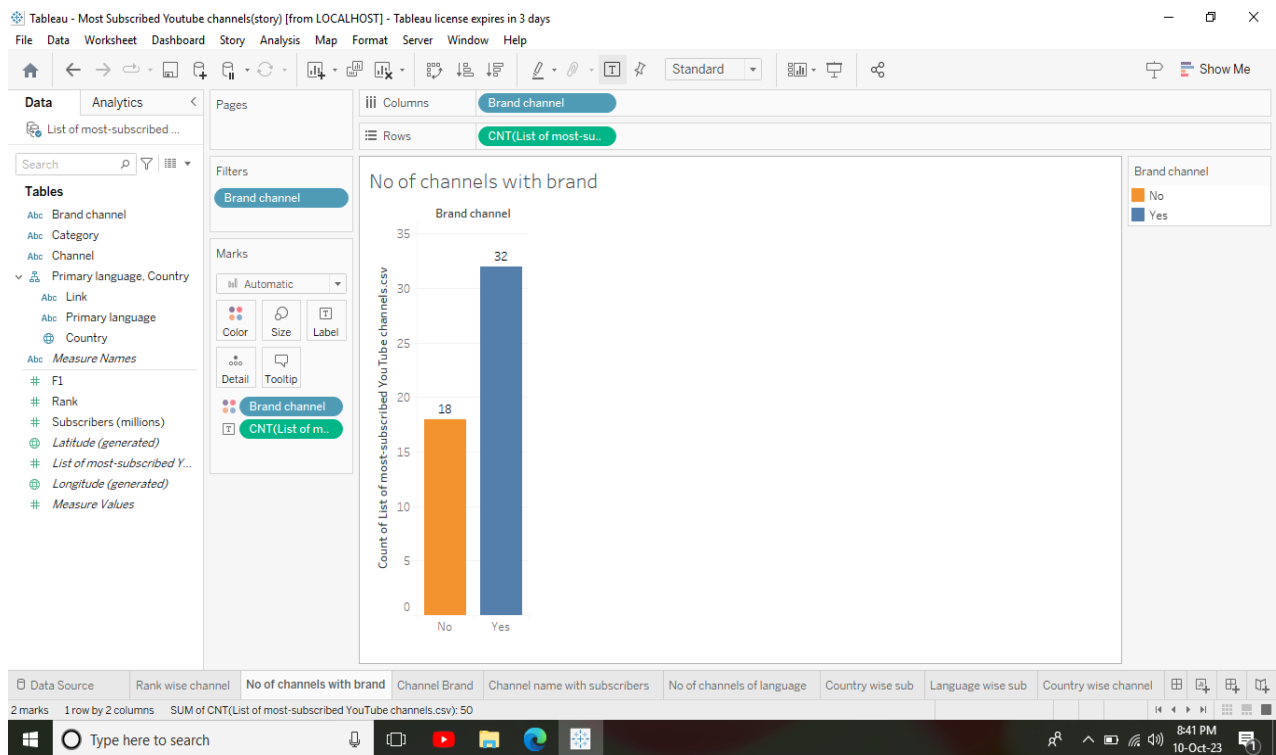 Tableau - Most Subscribed Youtube channels(story) [from LOCALHOST] - Tableau license expires in 3 days
File Data Worksheet Dashboard Story Analysis Map Format Server Window Help
Standard
Show Me
Data Analytics
List of most-subscribed ...
Search
Tables
Abc Brand channel
Abc Category
Abc Channel
Primary language, Country
Abc Link
Abc Primary language
Country
Abc Measure Names
# F1
# Rank
# Subscribers (millions)
Latitude (generated)
# List of most-subscribed Y...
Longitude (generated)
# Measure Values
Pages
Filters
Brand channel
Marks
Automatic
Color Size Label
Detail Tooltip
Brand channel
CNT(List of m..
iii Columns Brand channel
Rows CNT(List of most-su..
No of channels with brand
Brand channel
Count of List of most-subscribed YouTube channels.csv
35
30
25
20
15
10
5
0
18
32
No Yes
Brand channel
No
Yes
Data Source Rank wise channel No of channels with brand Channel Brand Channel name with subscribers No of channels of language Country wise sub Language wise sub Country wise channel
2 marks 1 row by 2 columns SUM of CNT(List of most-subscribed YouTube channels.csv): 50
Type here to search
8:41 PM
10-Oct-23
1